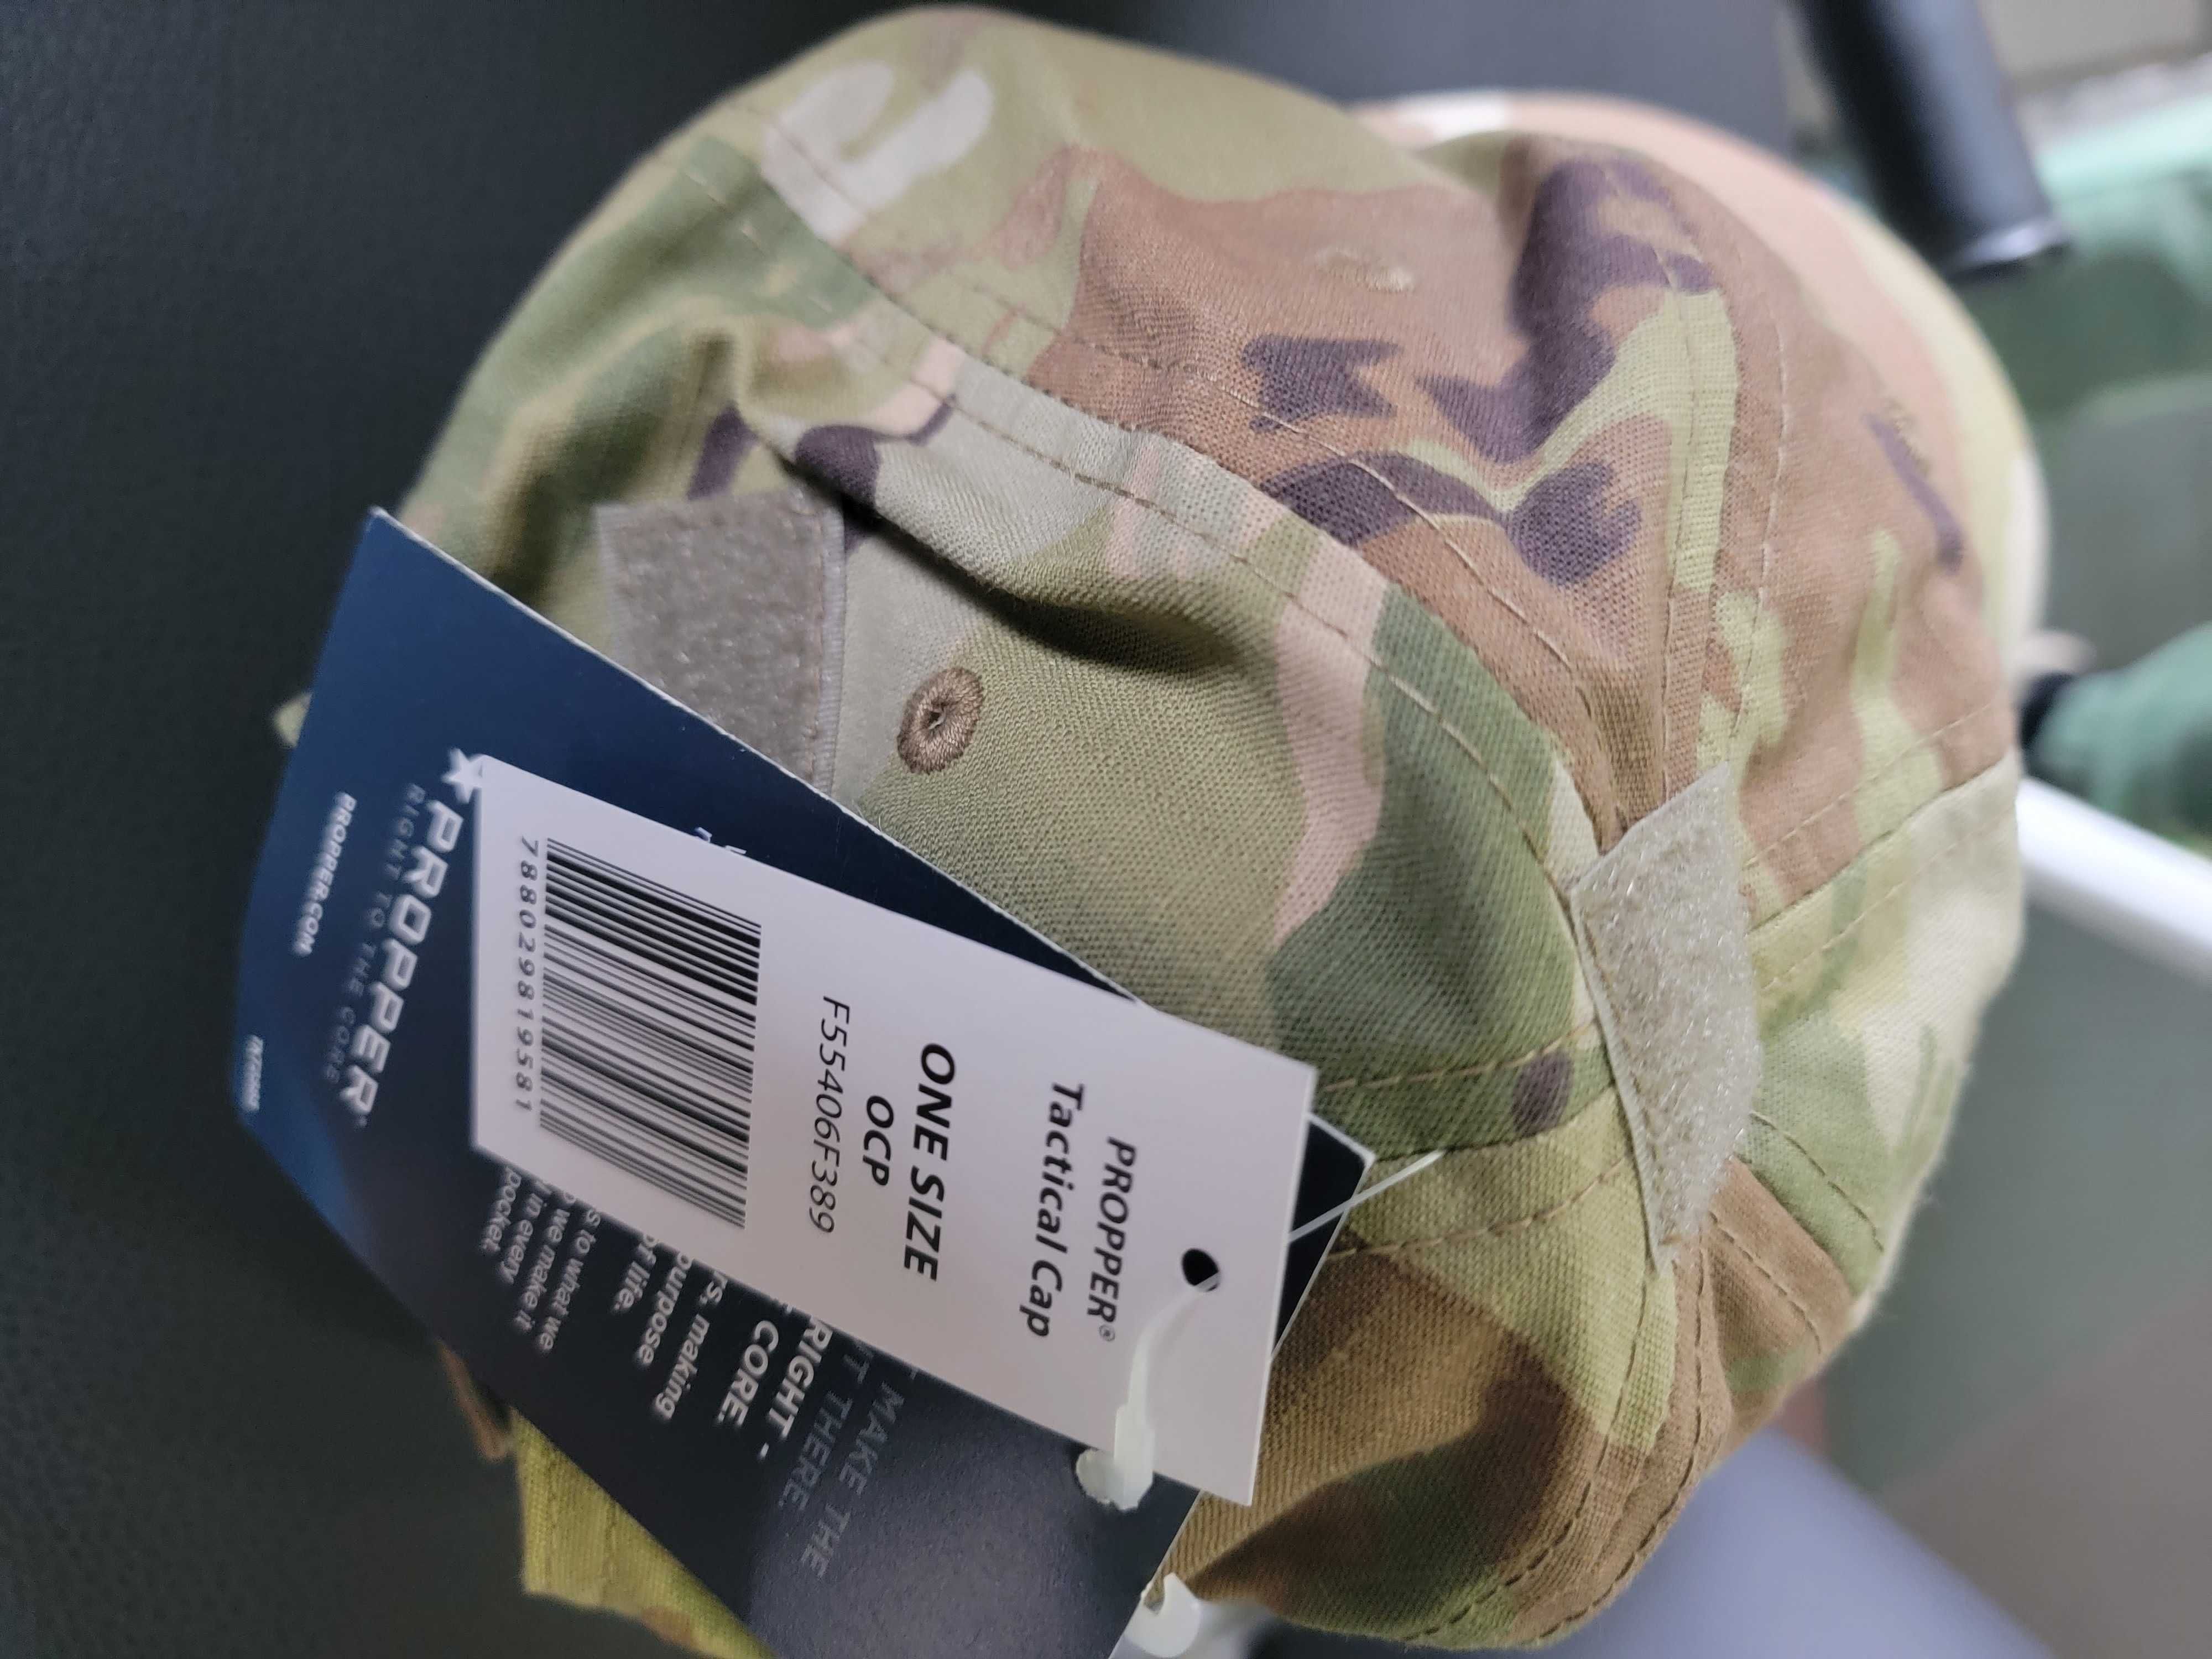 PROPPER®
Tactical Cap
ONE SIZE
OCP
F55406F389
788029819581
MAKE THE
THERE.
RIGHT -
CORE.
making
purpose
of life.
to what we
we make it
in every
pocket.
PROPPER
RIGHT TO THE CORE
PROPPER.COM